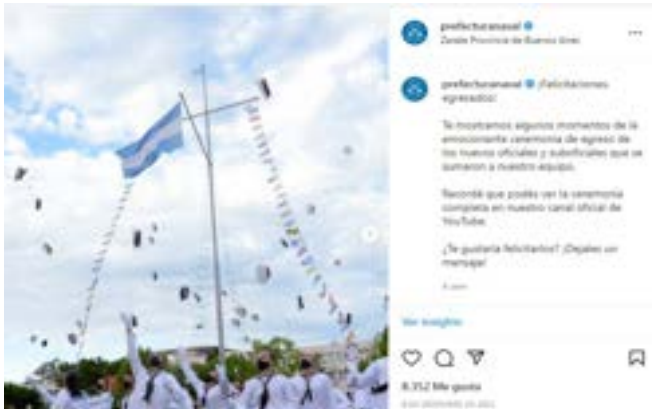 prefecturanaval
Zarate Provincia de Buenos Aires
prefecturanaval ¡Felicitaciones
egresados!
Te mostramos algunos momentos de la
emocionante ceremonia de egreso de
los nuevos oficiales y suboficiales que se
sumaron a nuestro equipo.
Recordá que podés ver la ceremonia
completa en nuestro canal oficial de
YouTube.
¿Te gustaría felicitarlos? ¡Dejales un
mensaje!
Ver insights
8.352 Me gusta